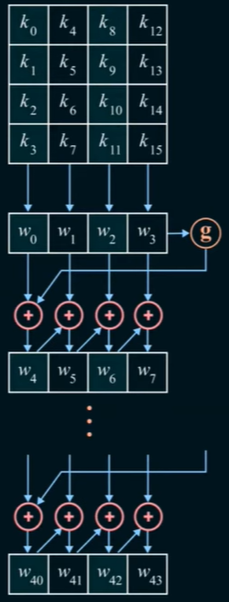 k₀ k₄ k₈ k₁₂
k₁ k₅ k₉ k₁₃
k₂ k₆ k₁₀ k₁₄
k₃ k₇ k₁₁ k₁₅
w₀ w₁ w₂ w₃ g
+ + + +
w₄ w₅ w₆ w₇
+ + + +
w₄₀ w₄₁ w₄₂ w₄₃